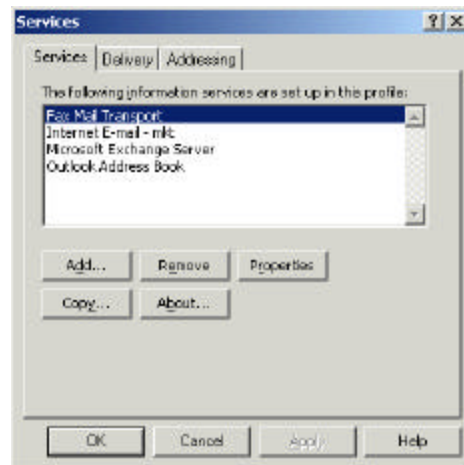 Services
Services Delivery Addressing
The following information services are set up in this profile:
Fax Mail Transport
Internet E-mail - mkt
Microsoft Exchange Server
Outlook Address Book
Add... Remove Properties
Copy... About...
OK Cancel Apply Help